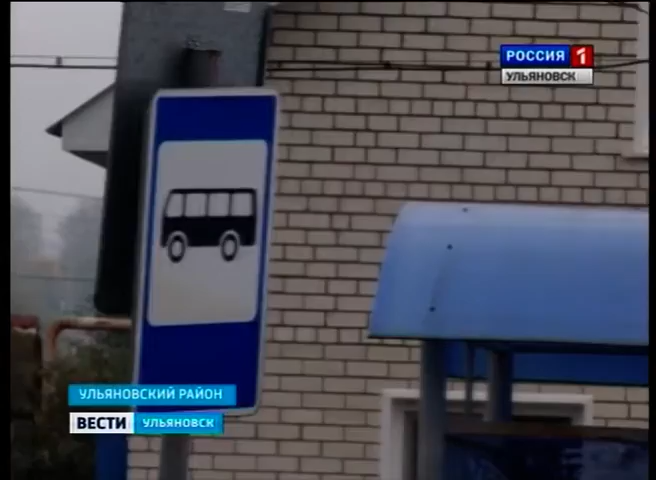 РОССИЯ 1
УЛЬЯНОВСК
УЛЬЯНОВСКИЙ РАЙОН
ВЕСТИ УЛЬЯНОВСК